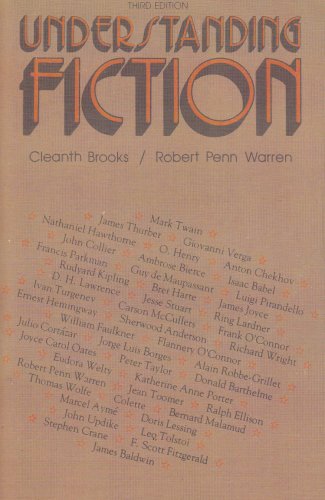 THIRD EDITION
UNDERSTANDING
FICTION
Cleanth Brooks / Robert Penn Warren
Mark Twain
James Thurber
Giovanni Verga
Nathaniel Hawthorne
O. Henry
Anton Chekhov
John Collier
Ambrose Bierce
Isaac Babel
Francis Parkman
Guy de Maupassant
Luigi Pirandello
Rudyard Kipling
Bret Harte
James Joyce
D. H. Lawrence
Jesse Stuart
Ring Lardner
Ivan Turgenev
Carson McCullers
Frank O'Connor
Ernest Hemingway
Sherwood Anderson
Richard Wright
William Faulkner
Flannery O'Connor
Julio Cortázar
Jorge Luis Borges
Alain Robbe-Grillet
Joyce Carol Oates
Peter Taylor
Donald Barthelme
Eudora Welty
Katherine Anne Porter
Robert Penn Warren
Jean Toomer
Ralph Ellison
Thomas Wolfe
Colette
Bernard Malamud
Marcel Aymé
Doris Lessing
John Updike
Leo Tolstoi
Stephen Crane
F. Scott Fitzgerald
James Baldwin